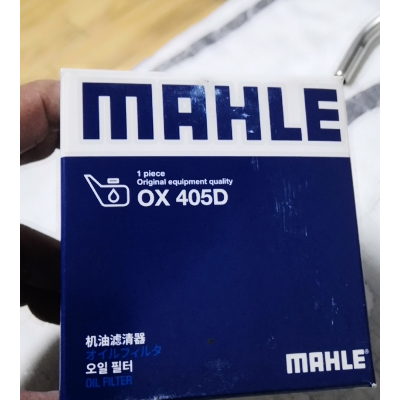 MAHLE
1 piece
Original equipment quality
OX 405D
机油滤清器
オイルフィルタ
오일 필터
OIL FILTER
MAHLE®